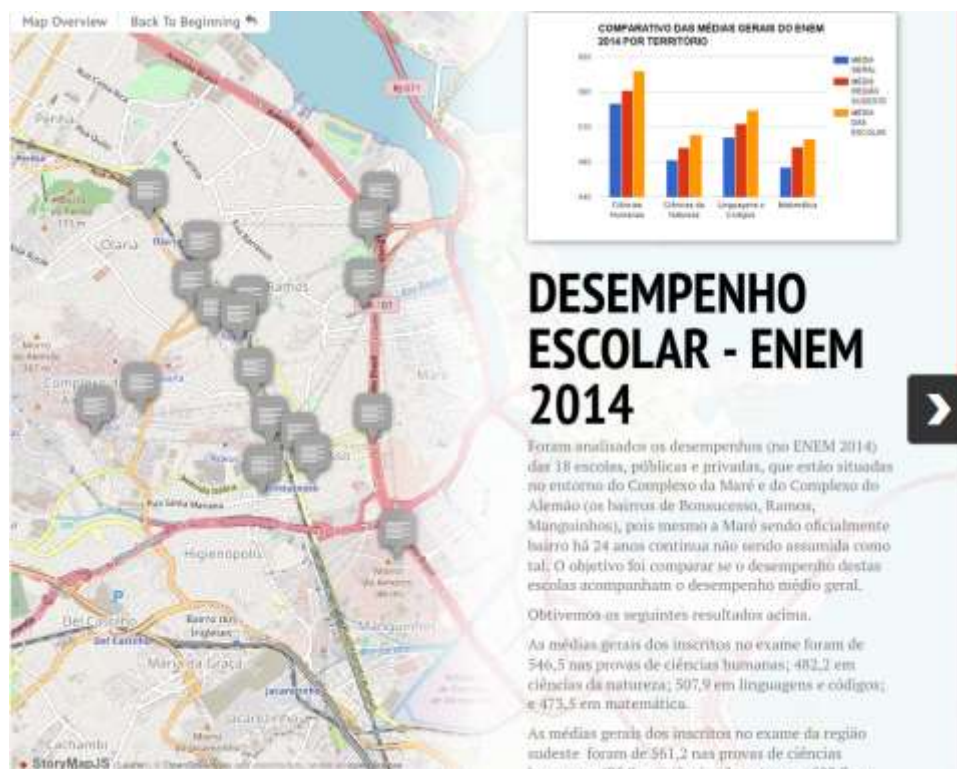 Map Overview
Back To Beginning
COMPARATIVO DAS MÉDIAS GERAIS DO ENEM
2014 POR TERRITÓRIO
MÉDIA
GERAL
MÉDIA
REGIÃO
SUDESTE
MÉDIA
DAS
ESCOLAS
Ciências
Humanas
Ciências da
Natureza
Linguagens e
Códigos
Matemática
Penha
Olaria
Ramos
Maré
Higienópolis
Del Castilho
Del Castilho
Bairro dos
Ingleses
Maria da Graça
Manguinhos
Cachambi
StoryMapJS
DESEMPENHO
ESCOLAR - ENEM
2014
Foram analisados os desempenhos (no ENEM 2014)
das 18 escolas, públicas e privadas, que estão situadas
no entorno do Complexo da Maré e do Complexo do
Alemão (os bairros de Bonsucesso, Ramos,
Manguinhos), pois mesmo a Maré sendo oficialmente
bairro há 24 anos continua não sendo assumida como
tal. O objetivo foi comparar se o desempenho destas
escolas acompanham o desempenho médio geral.
Obtivemos os seguintes resultados acima.
As médias gerais dos inscritos no exame foram de
546,5 nas provas de ciências humanas; 482,2 em
ciências da natureza; 507,9 em linguagens e códigos;
e 473,5 em matemática.
As médias gerais dos inscritos no exame da região
sudeste foram de 561,2 nas provas de ciências